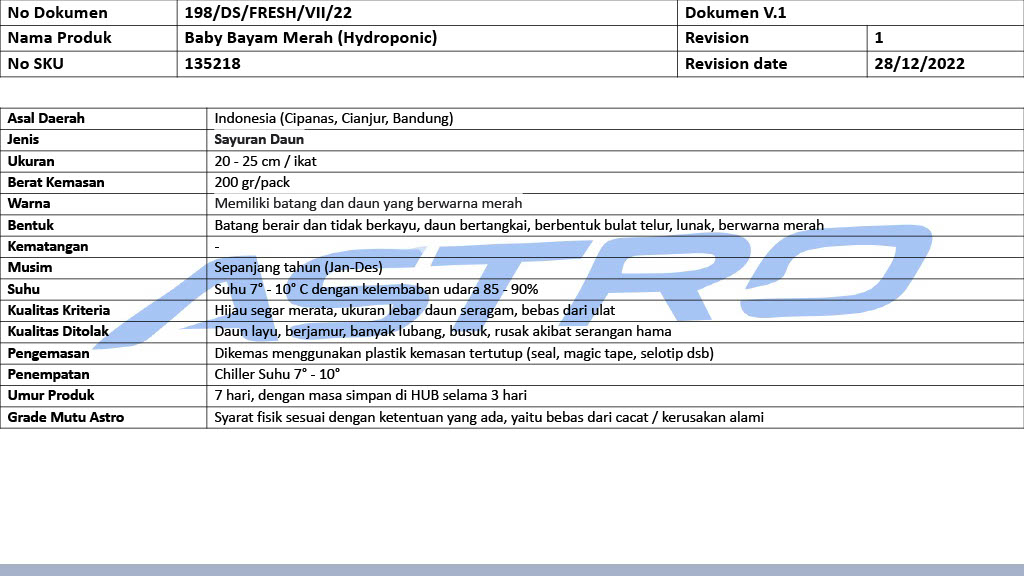 No Dokumen 198/DS/FRESH/VII/22 Dokumen V.1
Nama Produk Baby Bayam Merah (Hydroponic) Revision 1
No SKU 135218 Revision date 28/12/2022
Asal Daerah Indonesia (Cipanas, Cianjur, Bandung)
Jenis Sayuran Daun
Ukuran 20 - 25 cm / ikat
Berat Kemasan 200 gr/pack
Warna Memiliki batang dan daun yang berwarna merah
Bentuk Batang berair dan tidak berkayu, daun bertangkai, berbentuk bulat telur, lunak, berwarna merah
Kematangan -
Musim Sepanjang tahun (Jan-Des)
Suhu Suhu 7° - 10° C dengan kelembaban udara 85 - 90%
Kualitas Kriteria Hijau segar merata, ukuran lebar daun seragam, bebas dari ulat
Kualitas Ditolak Daun layu, berjamur, banyak lubang, busuk, rusak akibat serangan hama
Pengemasan Dikemas menggunakan plastik kemasan tertutup (seal, magic tape, selotip dsb)
Penempatan Chiller Suhu 7° - 10°
Umur Produk 7 hari, dengan masa simpan di HUB selama 3 hari
Grade Mutu Astro Syarat fisik sesuai dengan ketentuan yang ada, yaitu bebas dari cacat / kerusakan alami
ASTRO